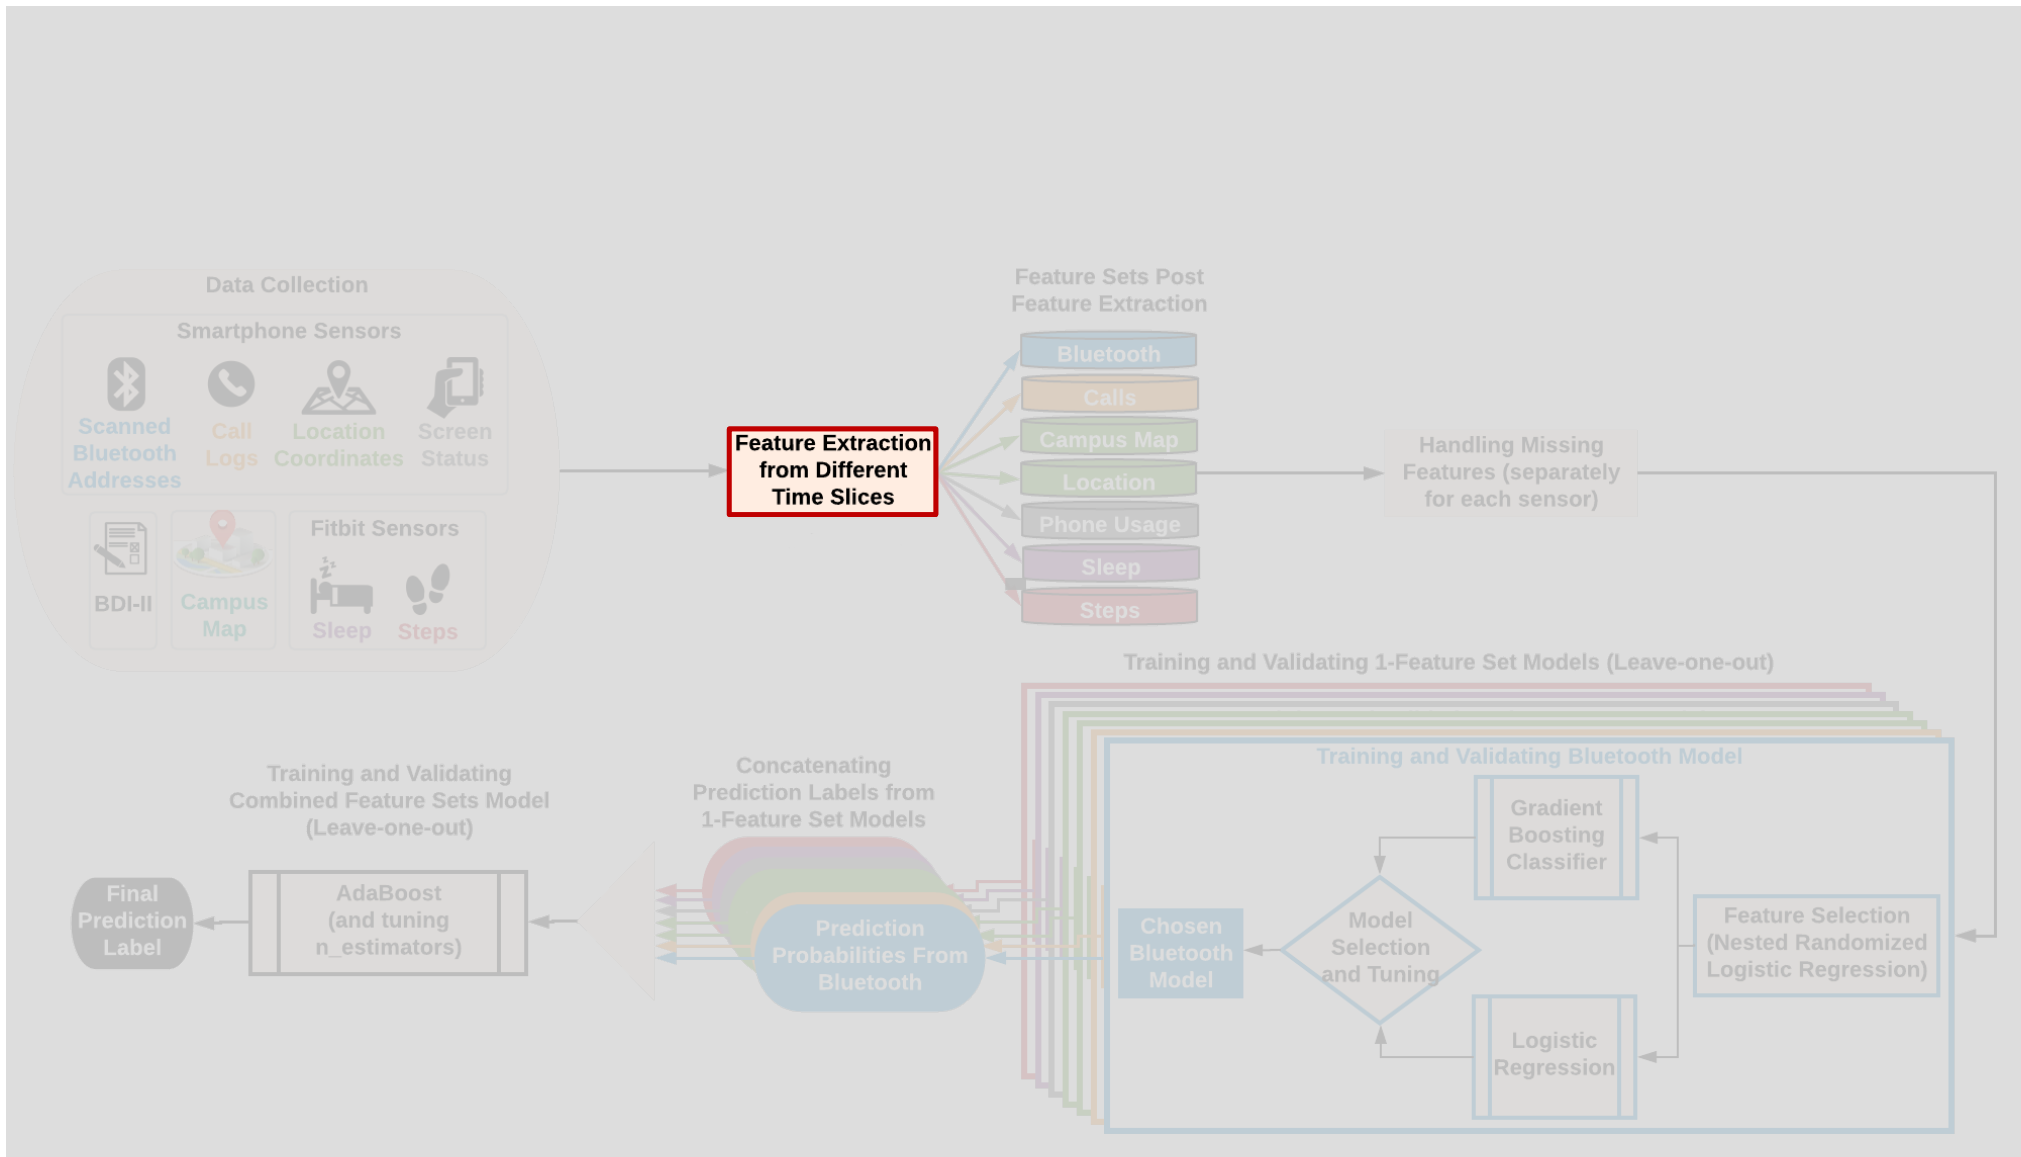 Data Collection
Smartphone Sensors
Scanned
Bluetooth
Addresses
Call
Logs
Location
Coordinates
Screen
Status
BDI-II
Campus
Map
Fitbit Sensors
Sleep
Steps
Feature Extraction
from Different
Time Slices
Feature Sets Post
Feature Extraction
Bluetooth
Calls
Campus Map
Location
Phone Usage
Sleep
Steps
Handling Missing
Features (separately
for each sensor)
Training and Validating 1-Feature Set Models (Leave-one-out)
Training and Validating Bluetooth Model
Feature Selection
(Nested Randomized
Logistic Regression)
Gradient
Boosting
Classifier
Logistic
Regression
Model
Selection
and Tuning
Chosen
Bluetooth
Model
Concatenating
Prediction Labels from
1-Feature Set Models
Prediction
Probabilities From
Bluetooth
Training and Validating
Combined Feature Sets Model
(Leave-one-out)
AdaBoost
(and tuning
n_estimators)
Final
Prediction
Label